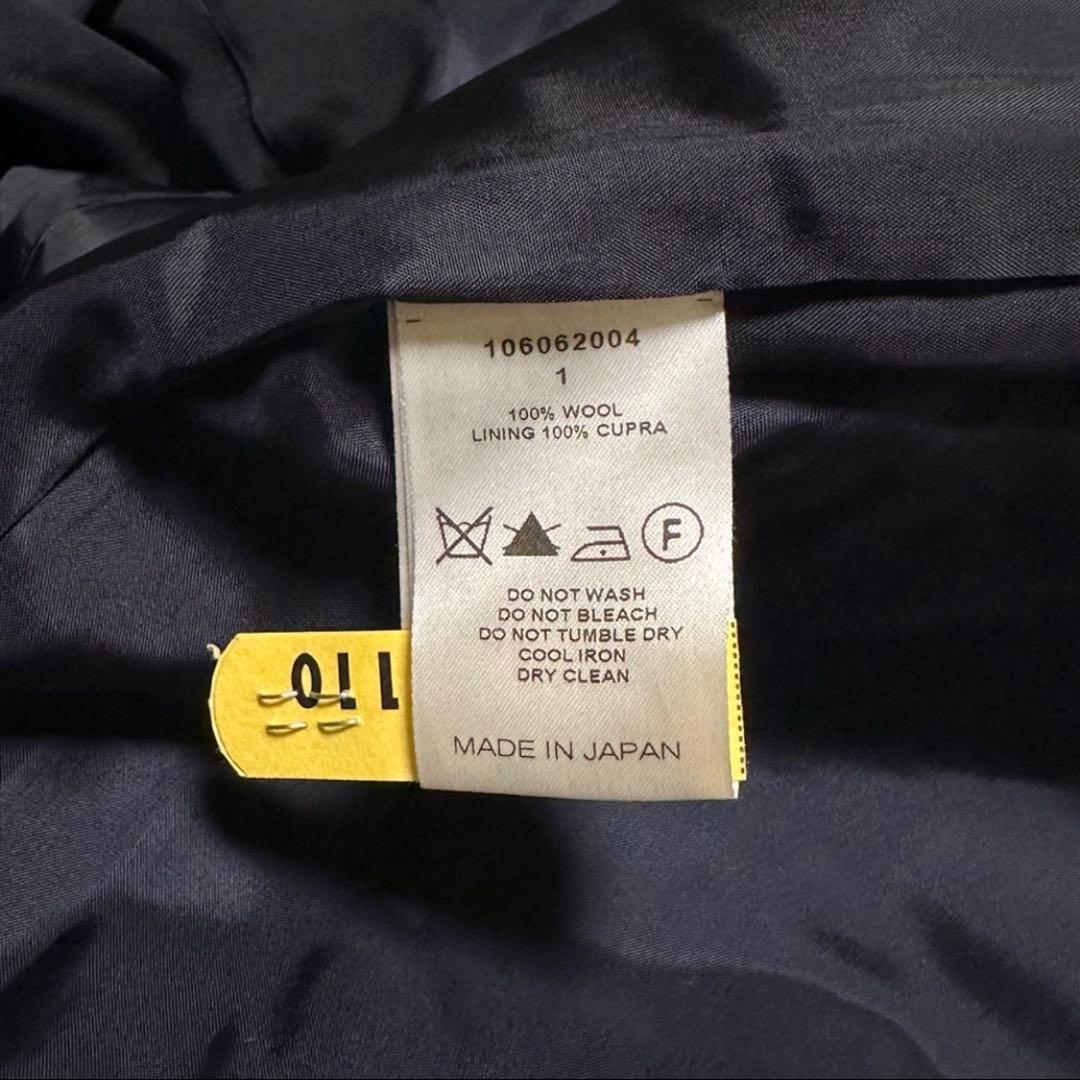 106062004
1
100% WOOL
LINING 100% CUPRA
F
DO NOT WASH
DO NOT BLEACH
DO NOT TUMBLE DRY
COOL IRON
DRY CLEAN
MADE IN JAPAN